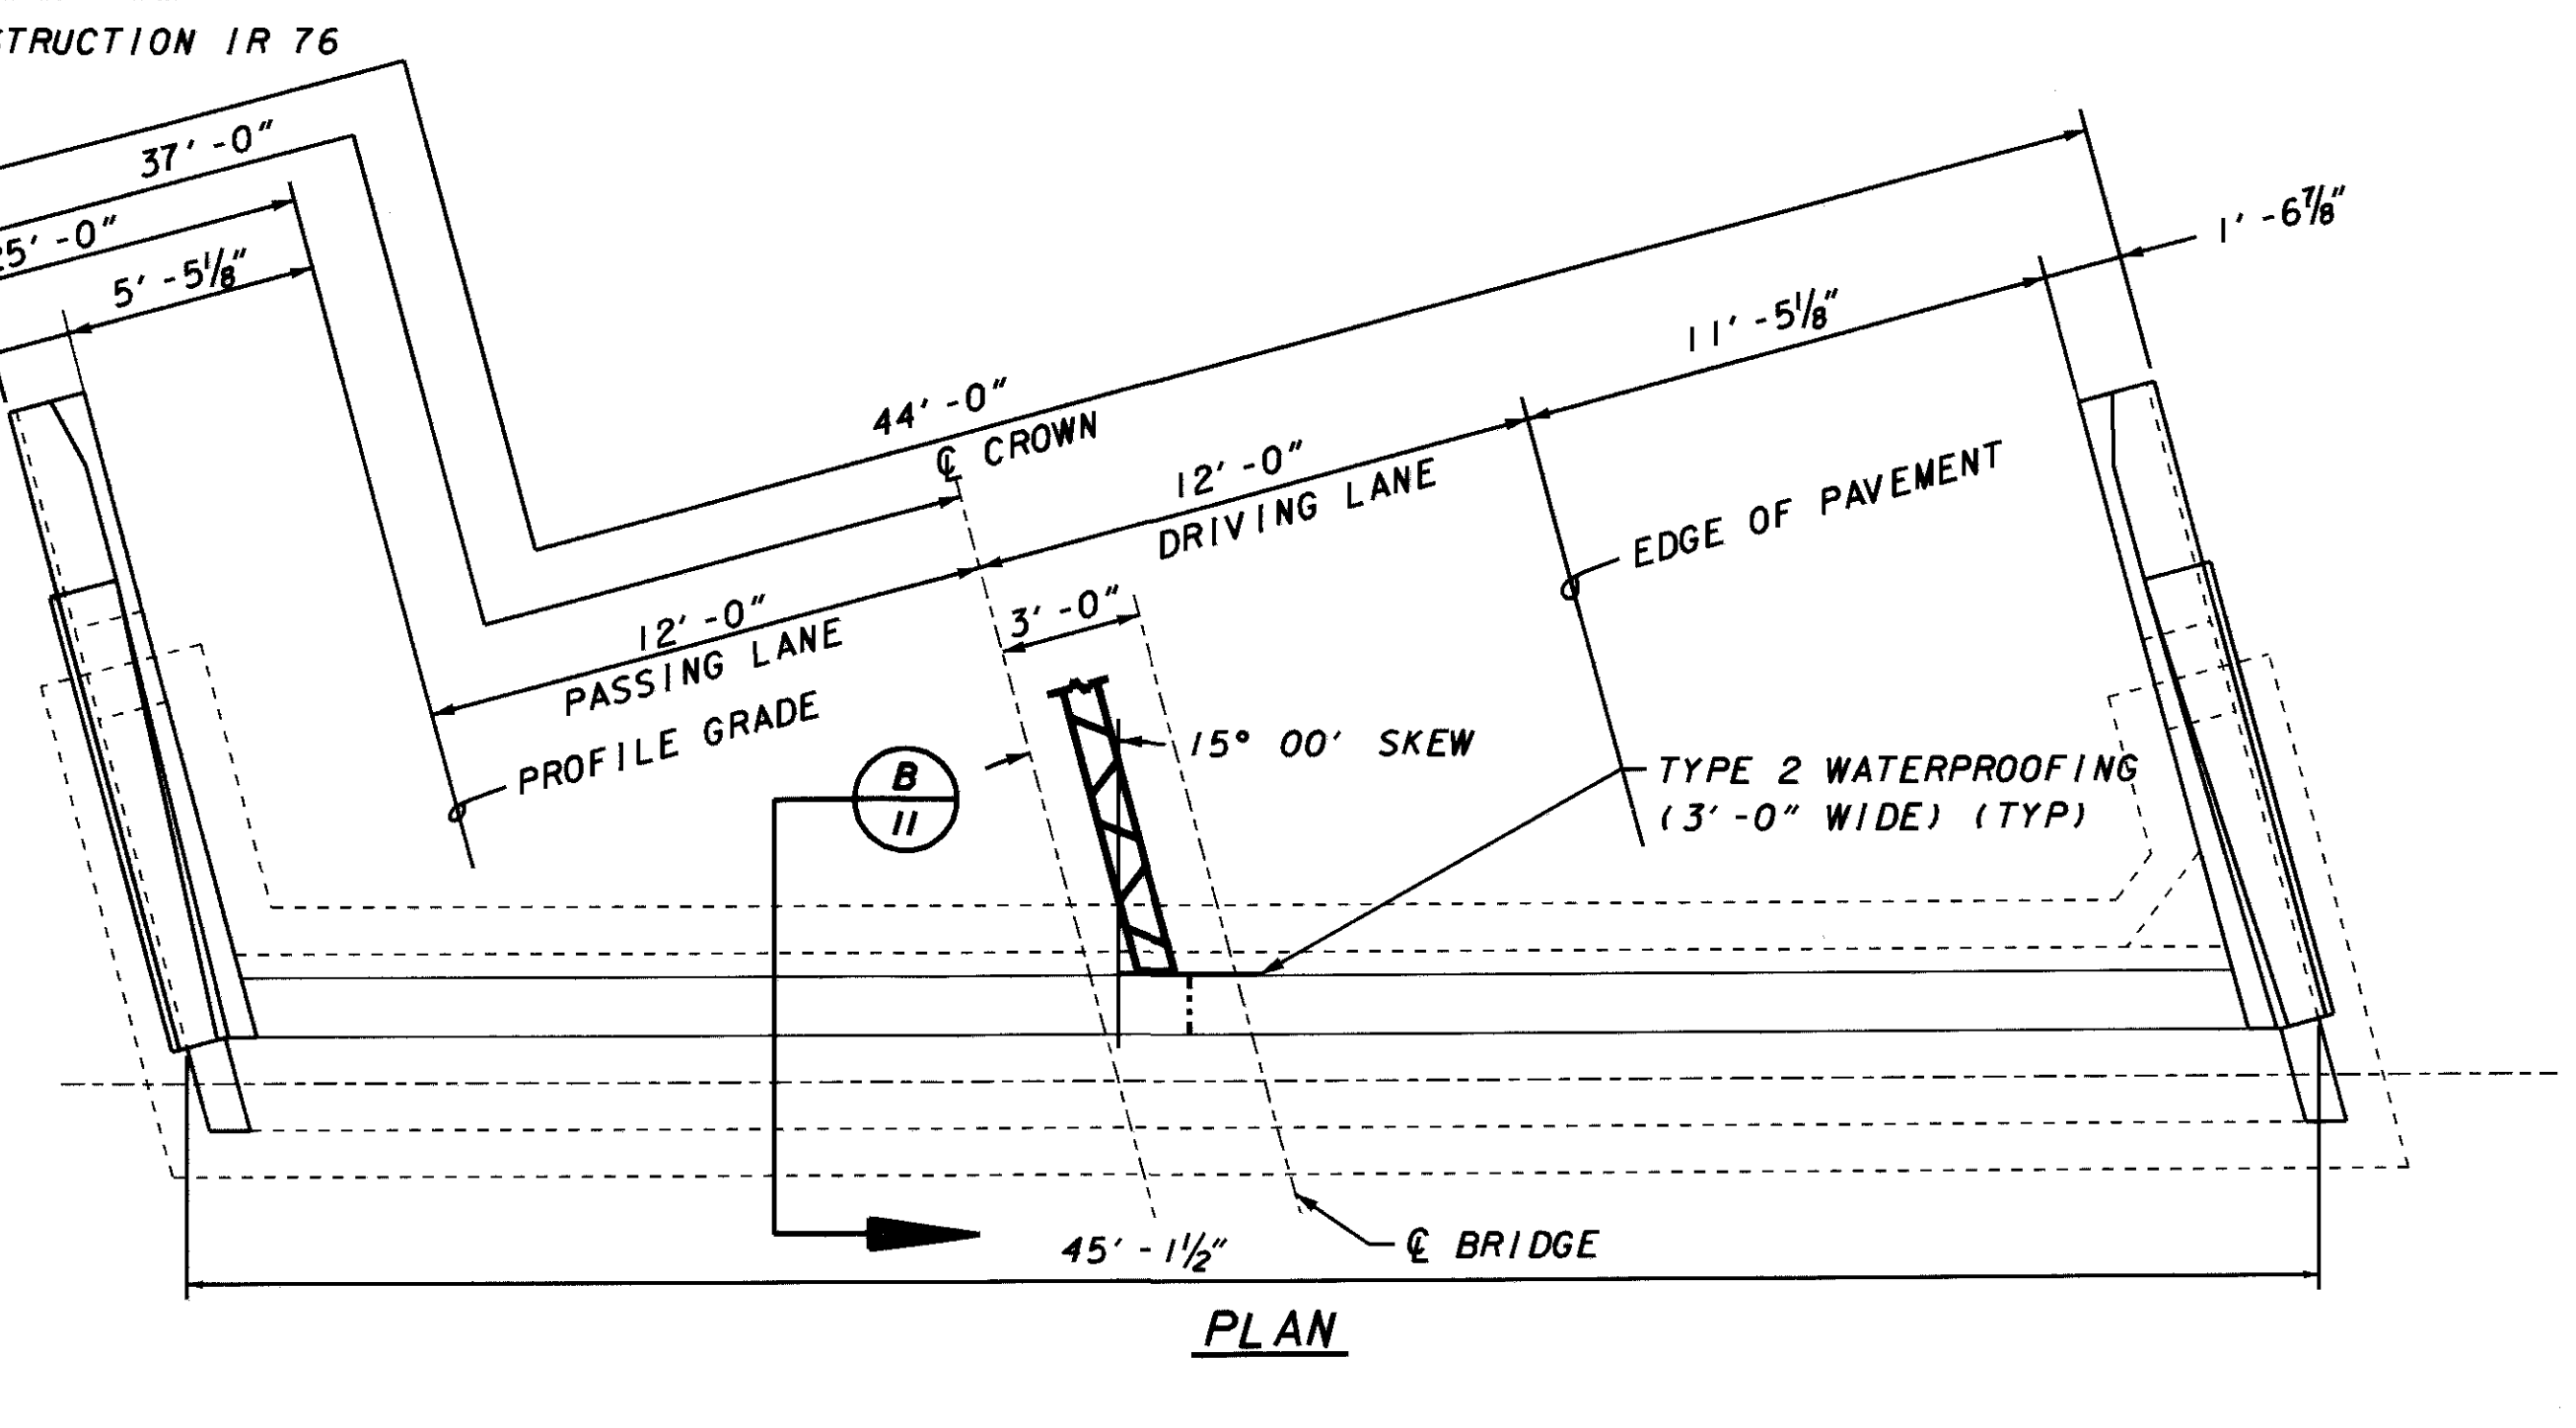 STRUCTION IR 76
37'-0"
25'-0"
5'-5⅛"
44'-0"
℄ CROWN
12'-0"
DRIVING LANE
11'-5⅛"
1'-6⅞"
EDGE OF PAVEMENT
12'-0"
PASSING LANE
3'-0"
PROFILE GRADE
B
11
15° 00' SKEW
TYPE 2 WATERPROOFING
(3'-0" WIDE) (TYP)
45'-1½"
℄ BRIDGE
PLAN